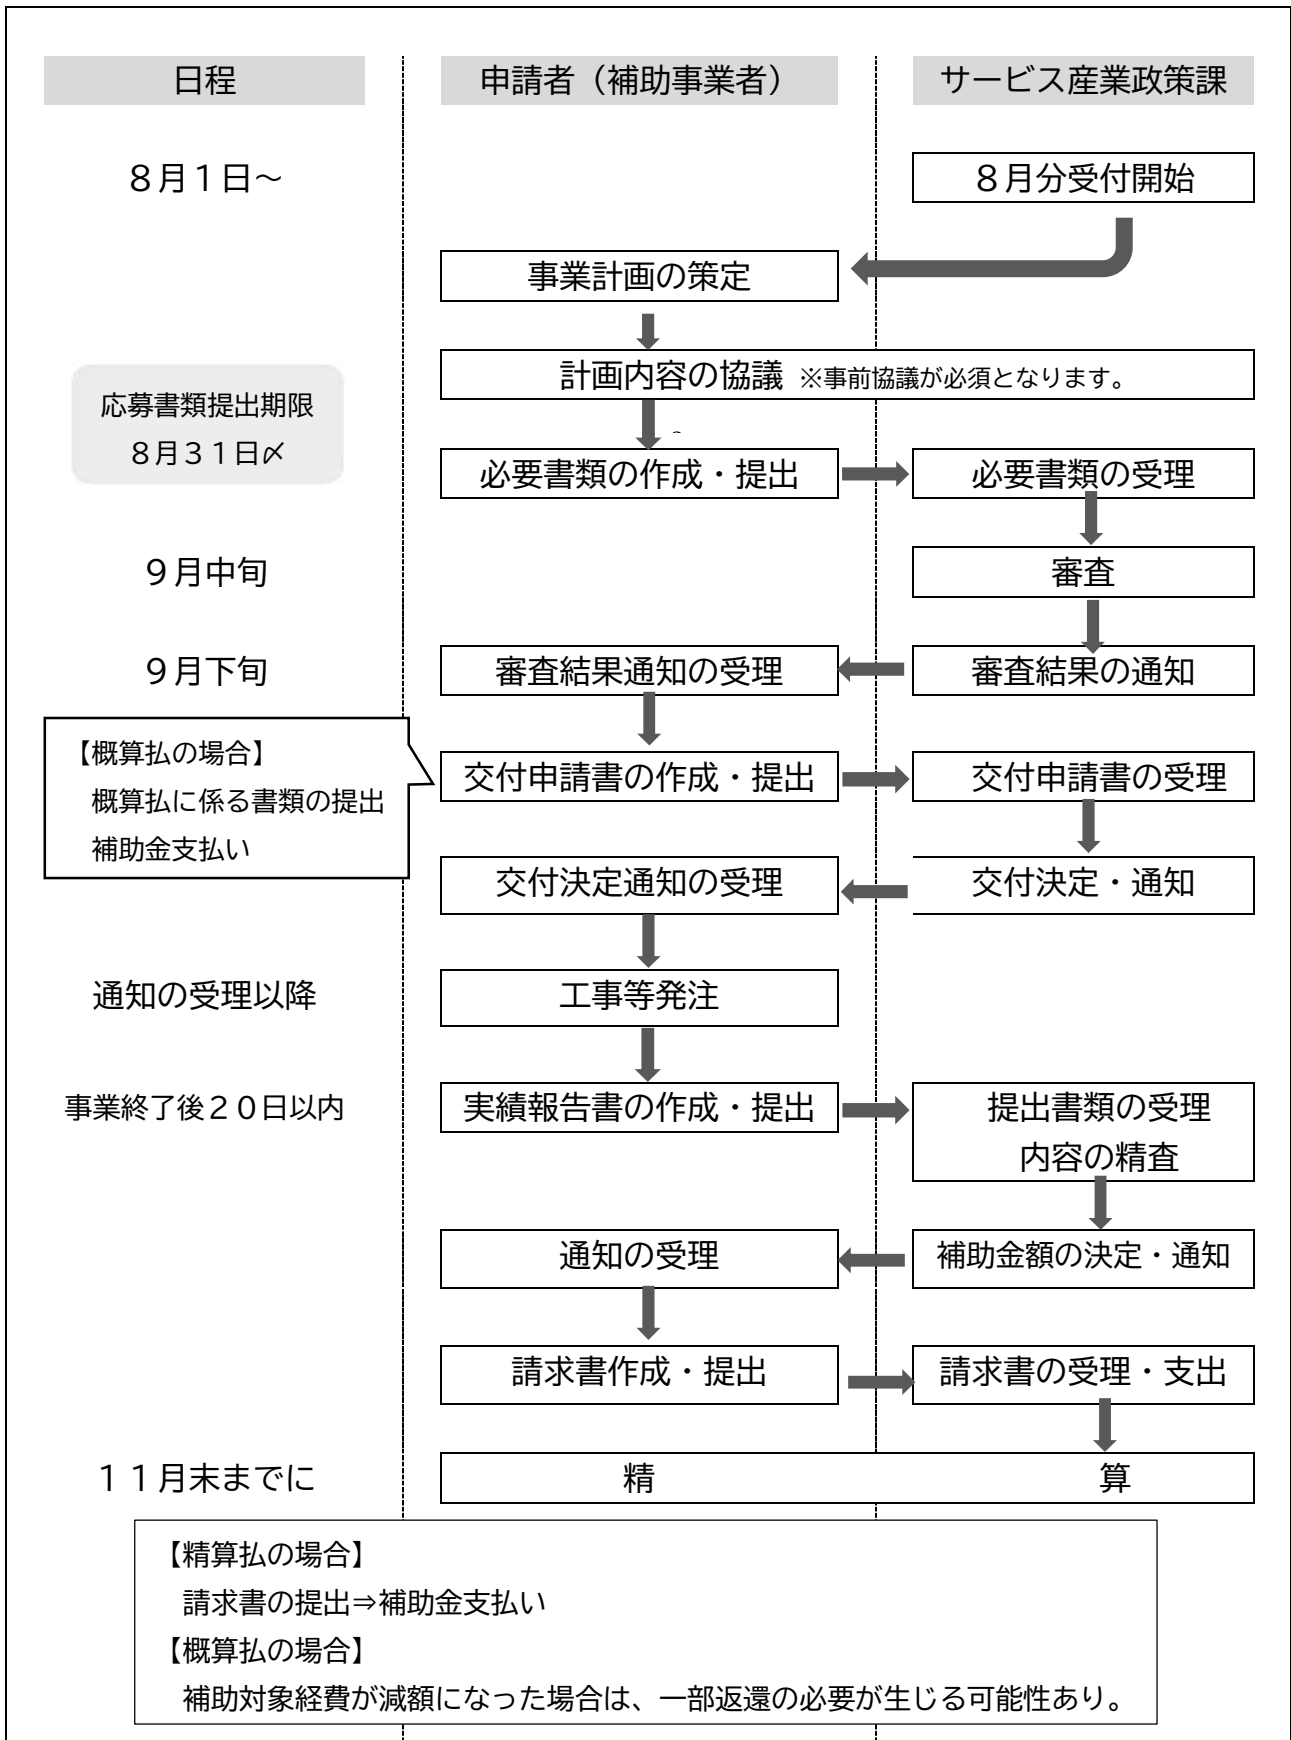 日程
申請者（補助事業者）
サービス産業政策課
８月１日～
８月分受付開始
事業計画の策定
計画内容の協議 ※事前協議が必須となります。
応募書類提出期限
８月３１日〆
必要書類の作成・提出
必要書類の受理
９月中旬
審査
９月下旬
審査結果通知の受理
審査結果の通知
【概算払の場合】
概算払に係る書類の提出
補助金支払い
交付申請書の作成・提出
交付申請書の受理
交付決定通知の受理
交付決定・通知
通知の受理以降
工事等発注
事業終了後２０日以内
実績報告書の作成・提出
提出書類の受理
内容の精査
通知の受理
補助金額の決定・通知
請求書作成・提出
請求書の受理・支出
１１月末までに
精 算
【精算払の場合】
請求書の提出⇒補助金支払い
【概算払の場合】
補助対象経費が減額になった場合は、一部返還の必要が生じる可能性あり。